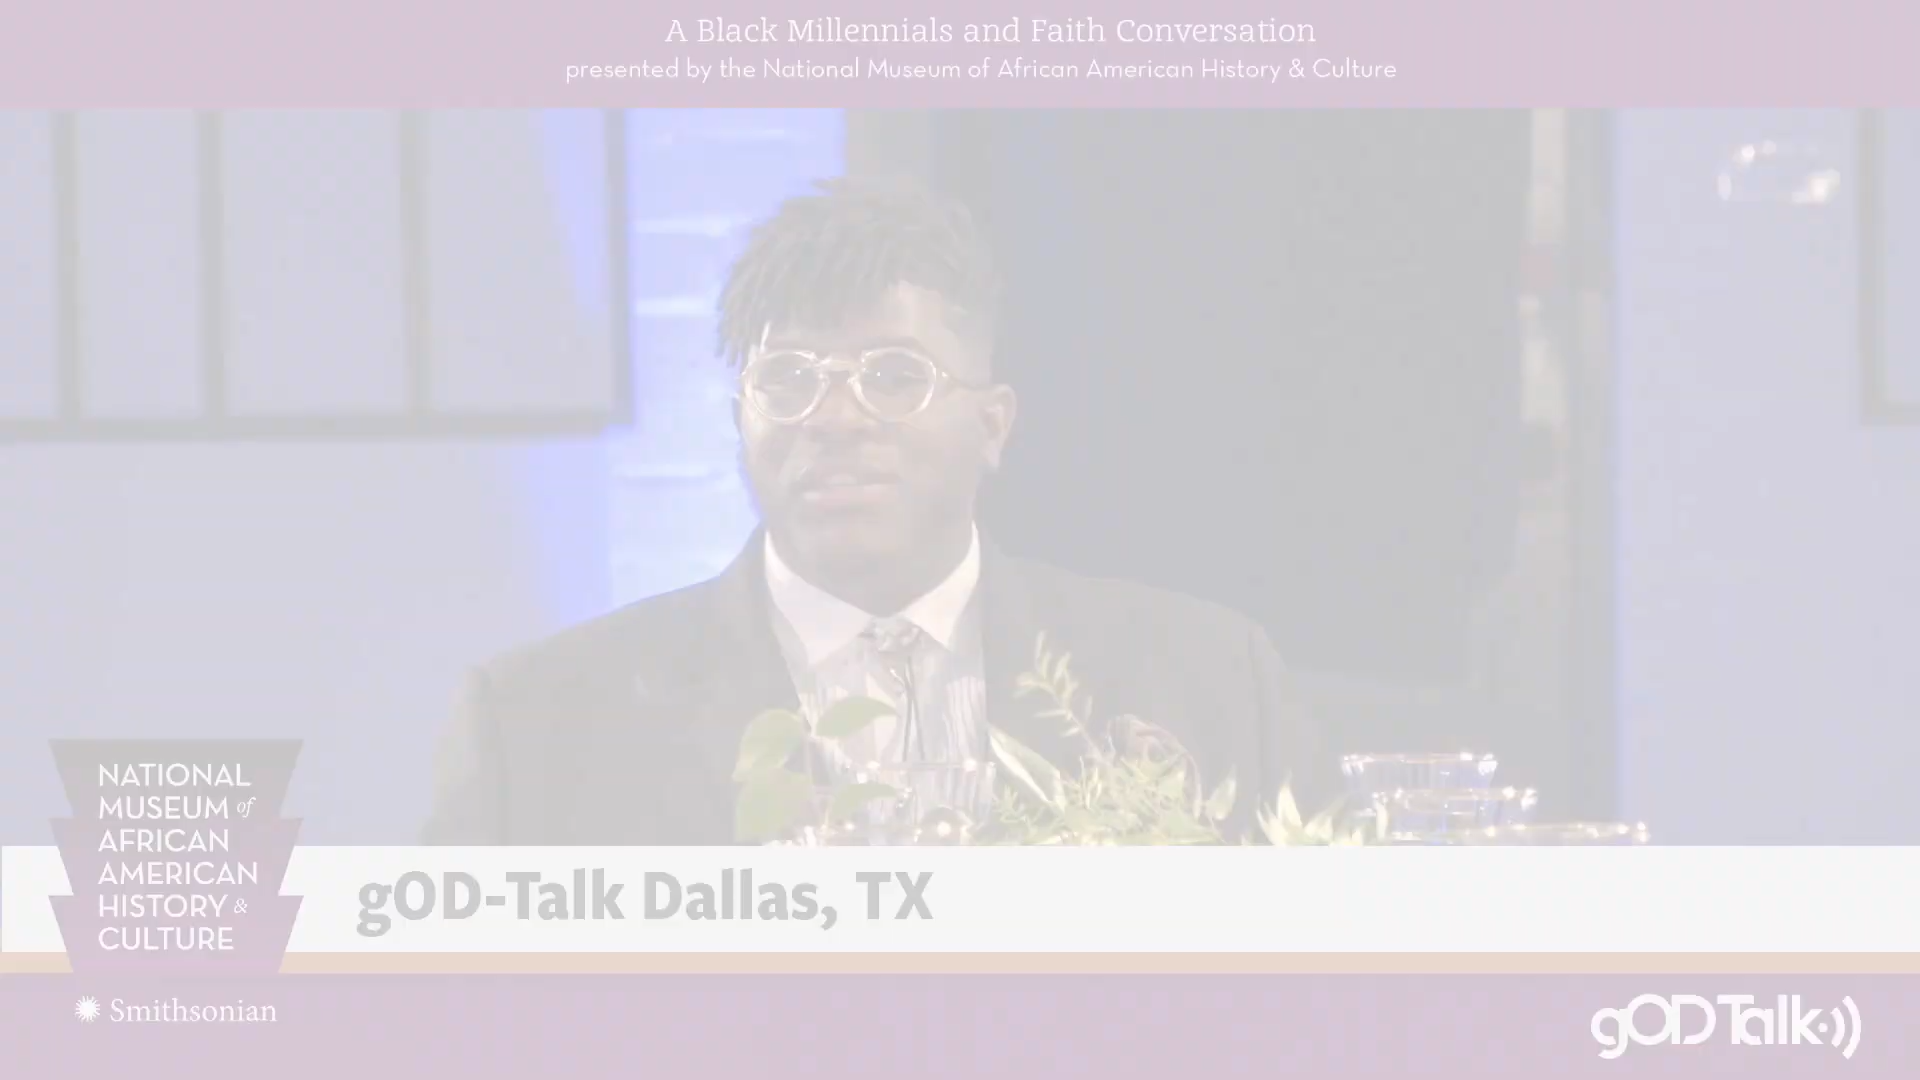 A Black Millennials and Faith Conversation
presented by the National Museum of African American History & Culture
NATIONAL
MUSEUM of
AFRICAN
AMERICAN
HISTORY &
CULTURE
gOD-Talk Dallas, TX
Smithsonian
gODTalk